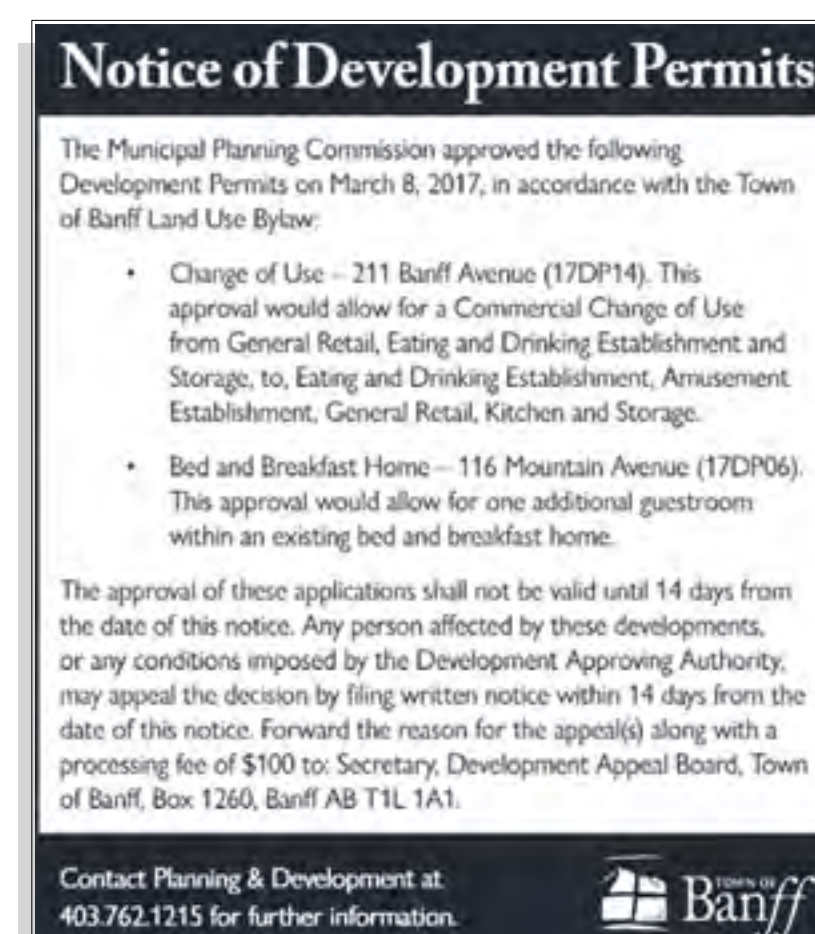 Notice of Development Permits
The Municipal Planning Commission approved the following
Development Permits on March 8, 2017, in accordance with the Town
of Banff Land Use Bylaw:
• Change of Use – 211 Banff Avenue (17DP14). This
approval would allow for a Commercial Change of Use
from General Retail, Eating and Drinking Establishment and
Storage, to, Eating and Drinking Establishment, Amusement
Establishment, General Retail, Kitchen and Storage.
• Bed and Breakfast Home – 116 Mountain Avenue (17DP06).
This approval would allow for one additional guestroom
within an existing bed and breakfast home.
The approval of these applications shall not be valid until 14 days from
the date of this notice. Any person affected by these developments,
or any conditions imposed by the Development Approving Authority,
may appeal the decision by filing written notice within 14 days from the
date of this notice. Forward the reason for the appeal(s) along with a
processing fee of $100 to: Secretary, Development Appeal Board, Town
of Banff, Box 1260, Banff AB T1L 1A1.
Contact Planning & Development at
403.762.1215 for further information.
TOWN OF
Banff